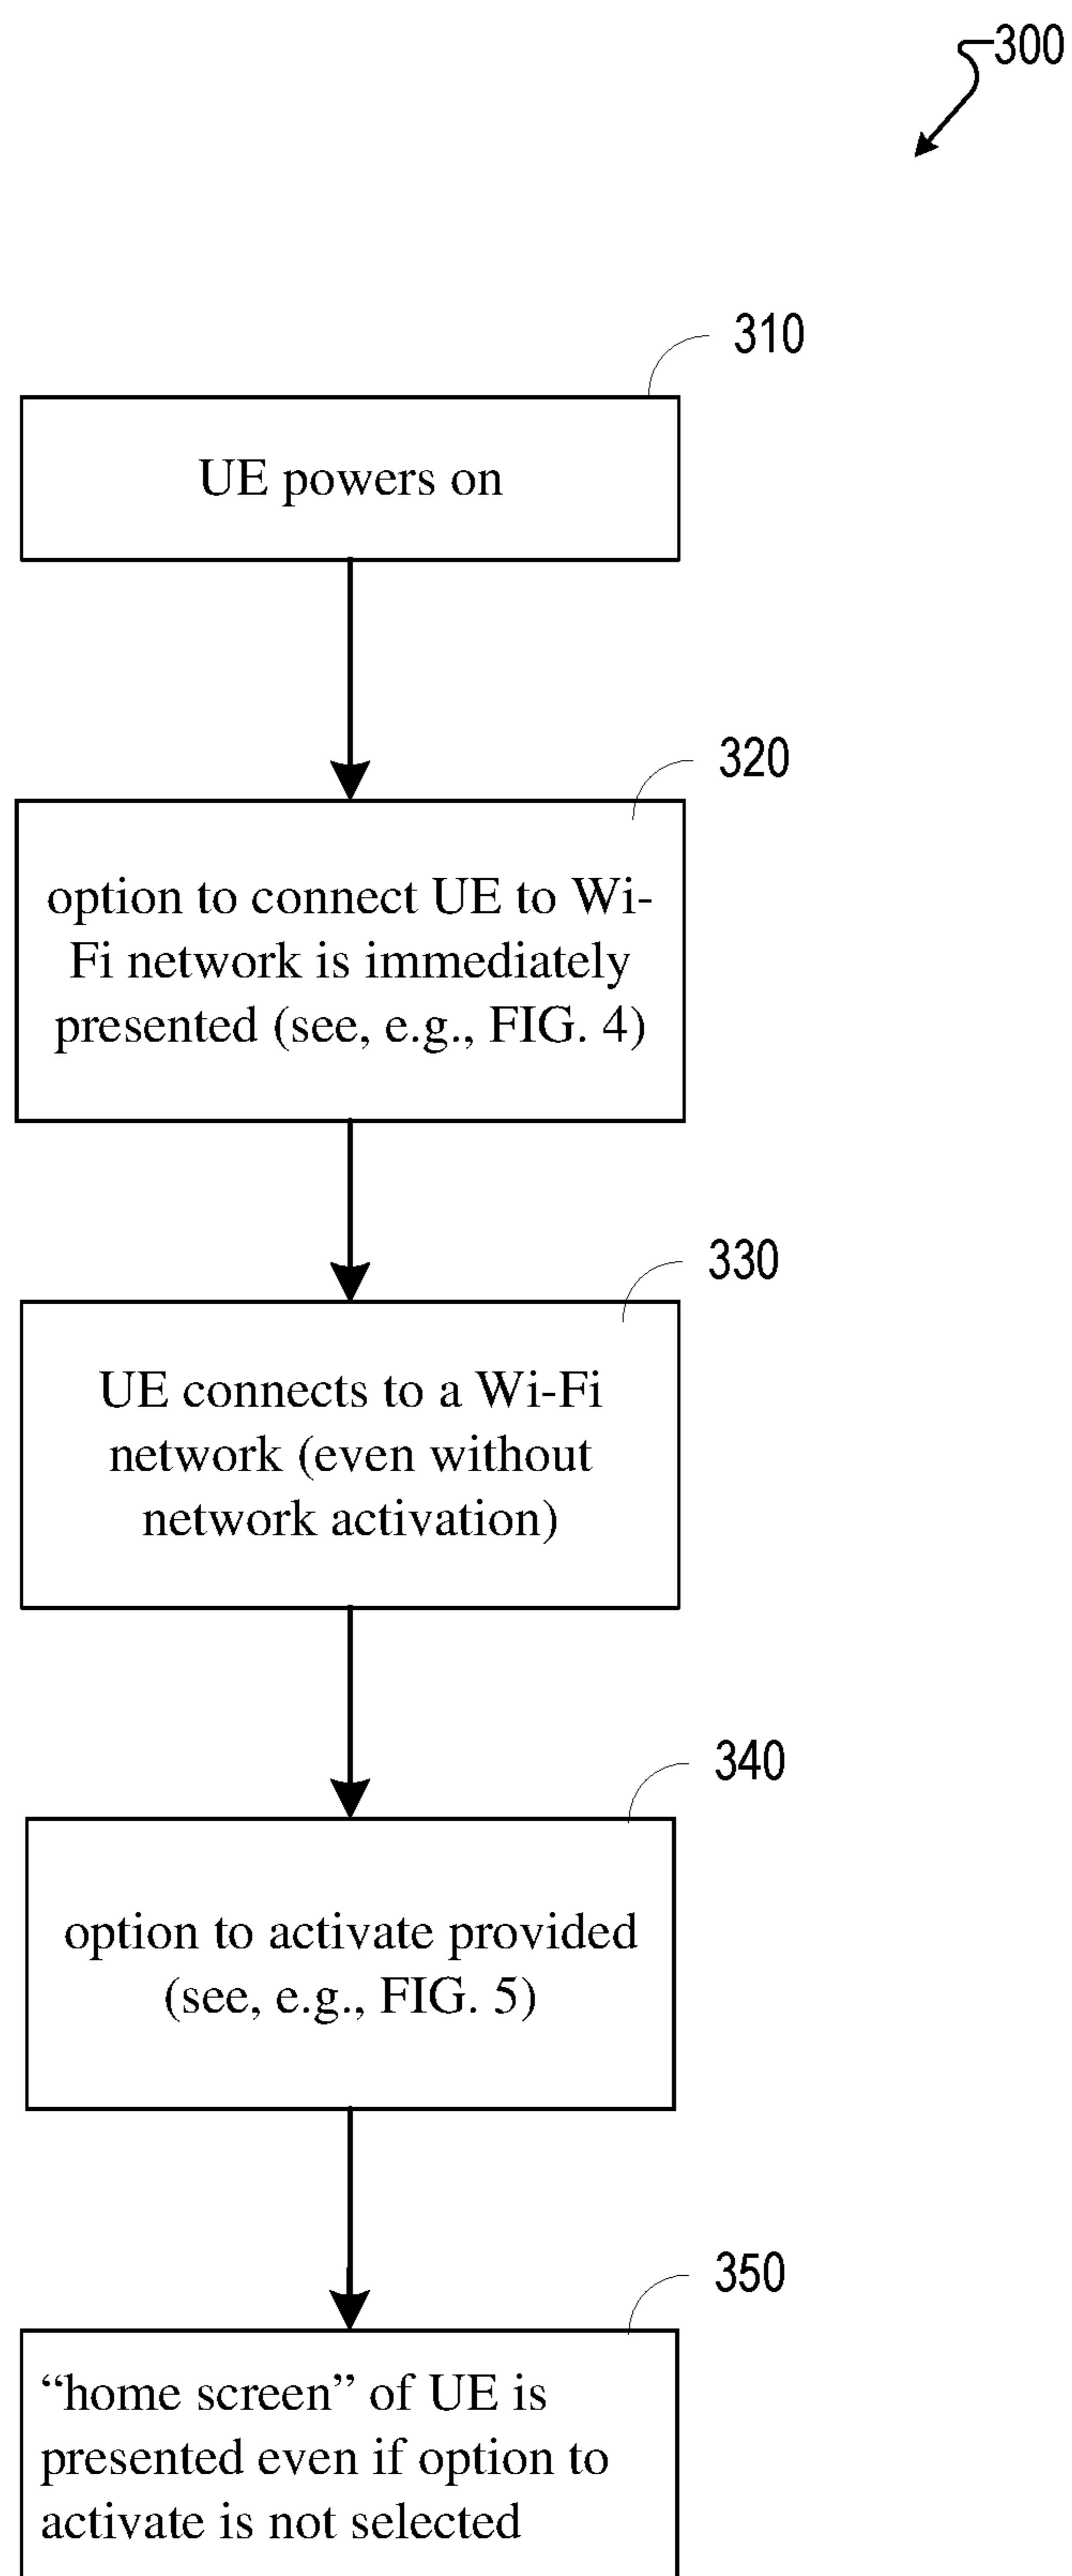 300
310
UE powers on
320
option to connect UE to Wi-
Fi network is immediately
presented (see, e.g., FIG. 4)
330
UE connects to a Wi-Fi
network (even without
network activation)
340
option to activate provided
(see, e.g., FIG. 5)
350
“home screen” of UE is
presented even if option to
activate is not selected